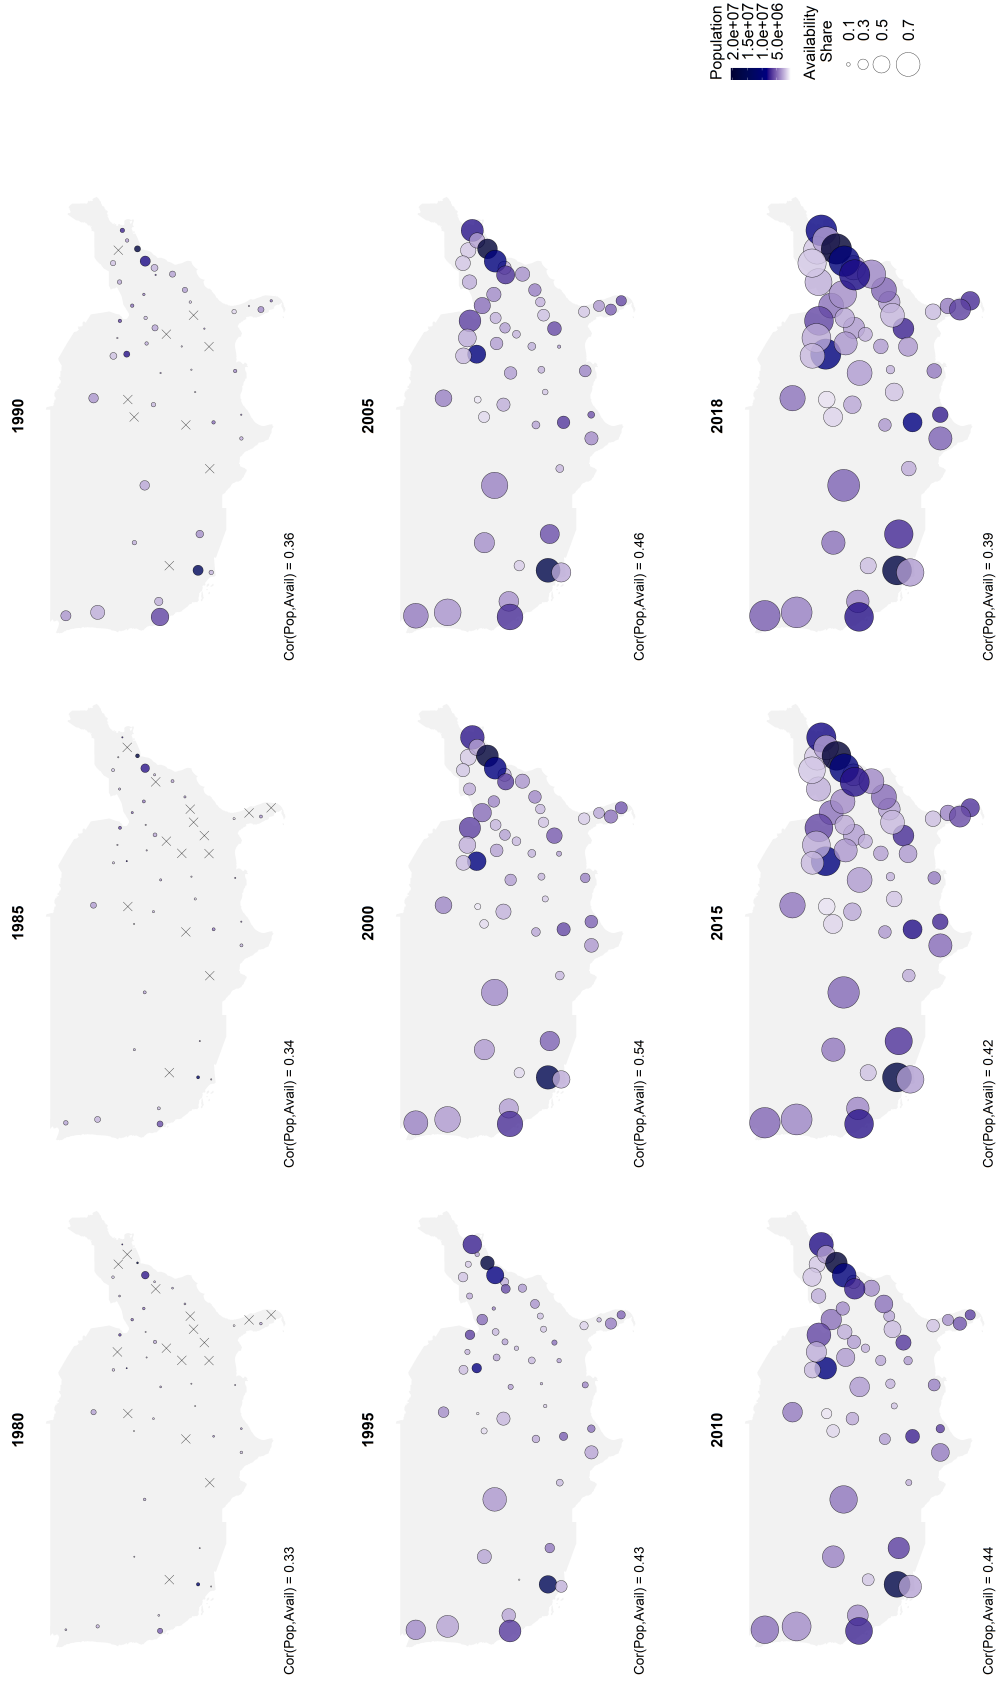 1980
1985
1990
Cor(Pop,Avail) = 0.33
Cor(Pop,Avail) = 0.34
Cor(Pop,Avail) = 0.36
1995
2000
2005
Cor(Pop,Avail) = 0.43
Cor(Pop,Avail) = 0.54
Cor(Pop,Avail) = 0.46
2010
2015
2018
Cor(Pop,Avail) = 0.44
Cor(Pop,Avail) = 0.42
Cor(Pop,Avail) = 0.39
Population
2.0e+07
1.5e+07
1.0e+07
5.0e+06
Availability
Share
0.1
0.3
0.5
0.7